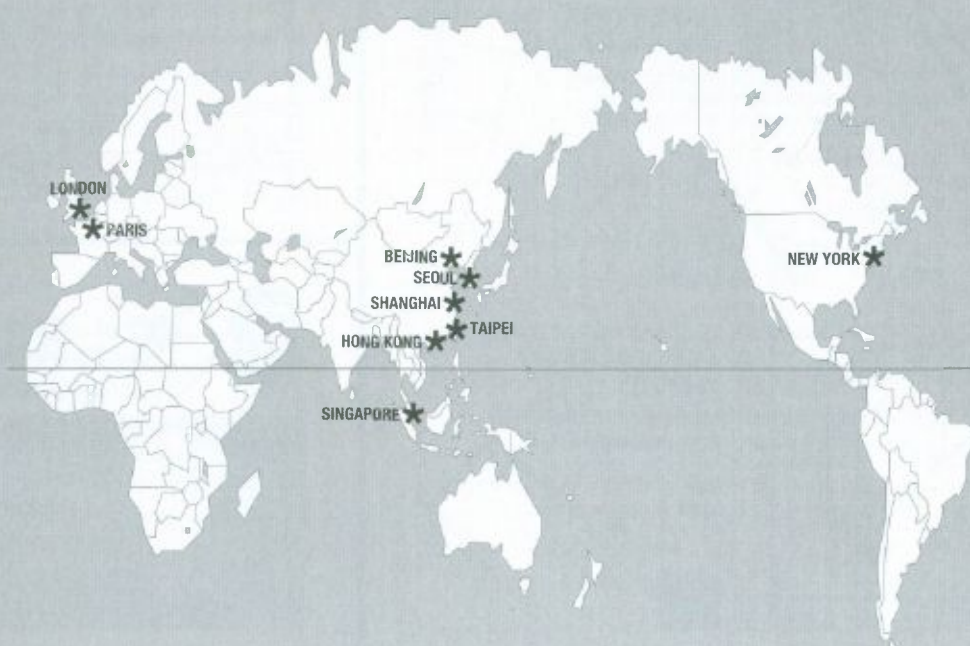 LONDON
PARIS
BEIJING
SEOUL
NEW YORK
SHANGHAI
TAIPEI
HONG KONG
SINGAPORE